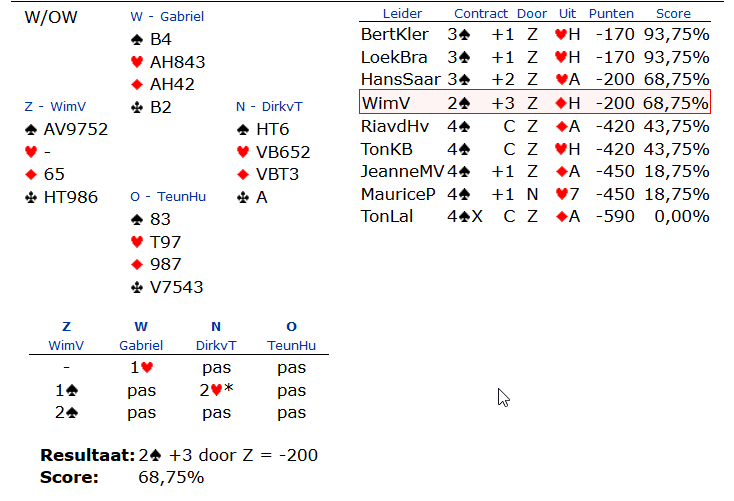 W/OW
W - Gabriel
♠ B4
♥ AH843
♦ AH42
♣ B2
Z - WimV
♠ AV9752
♥ -
♦ 65
♣ HT986
N - DirkvT
♠ HT6
♥ VB652
♦ VBT3
♣ A
O - TeunHu
♠ 83
♥ T97
♦ 987
♣ V7543
Leider Contract Door Uit Punten Score
BertKler 3♠ +1 Z ♥H -170 93,75%
LoekBra 3♠ +1 Z ♥H -170 93,75%
HansSaar 3♠ +2 Z ♥A -200 68,75%
WimV 2♠ +3 Z ♦H -200 68,75%
RiavdHv 4♠ C Z ♦A -420 43,75%
TonKB 4♠ C Z ♥H -420 43,75%
JeanneMV 4♠ +1 Z ♦A -450 18,75%
MauriceP 4♠ +1 N ♥7 -450 18,75%
TonLal 4♠X C Z ♦A -590 0,00%
Z W N O
WimV Gabriel DirkvT TeunHu
- 1♥ pas pas
1♠ pas 2♥* pas
2♠ pas pas pas
Resultaat: 2♠ +3 door Z = -200
Score: 68,75%